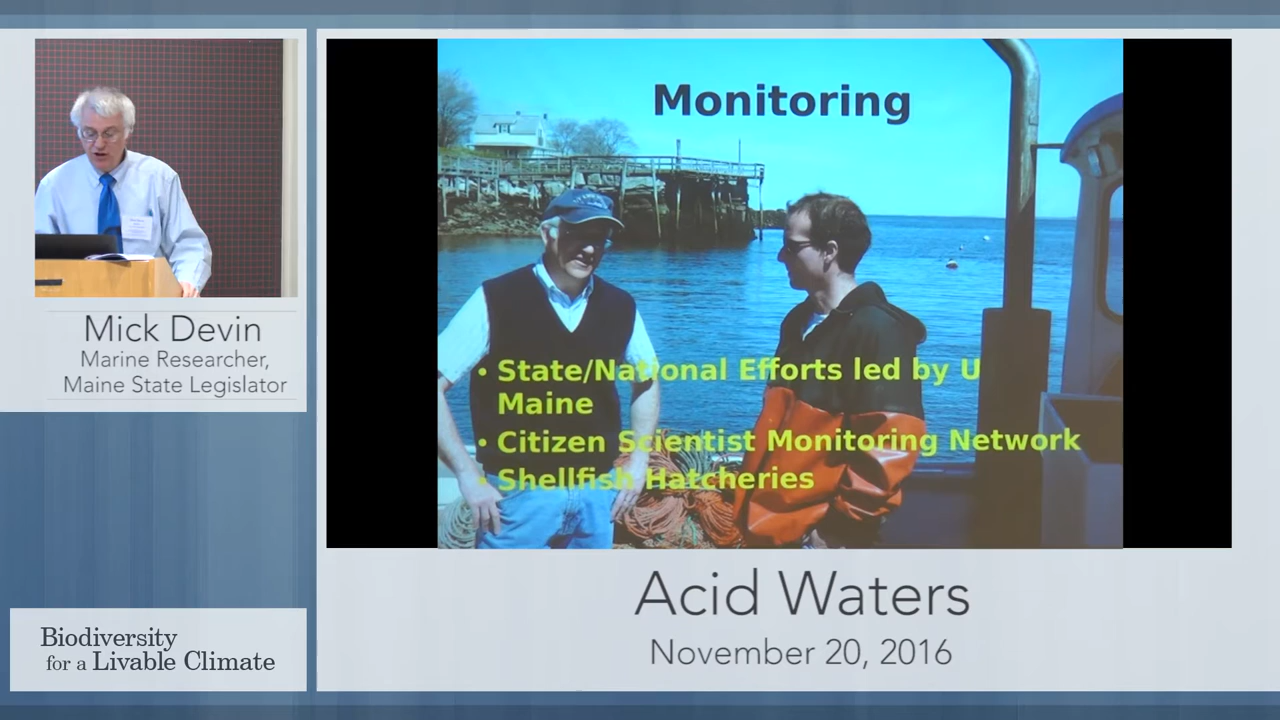 Monitoring
• State/National Efforts led by U
Maine
• Citizen Scientist Monitoring Network
• Shellfish Hatcheries
Mick Devin
Marine Researcher,
Maine State Legislator
Acid Waters
November 20, 2016
Biodiversity
for a Livable Climate